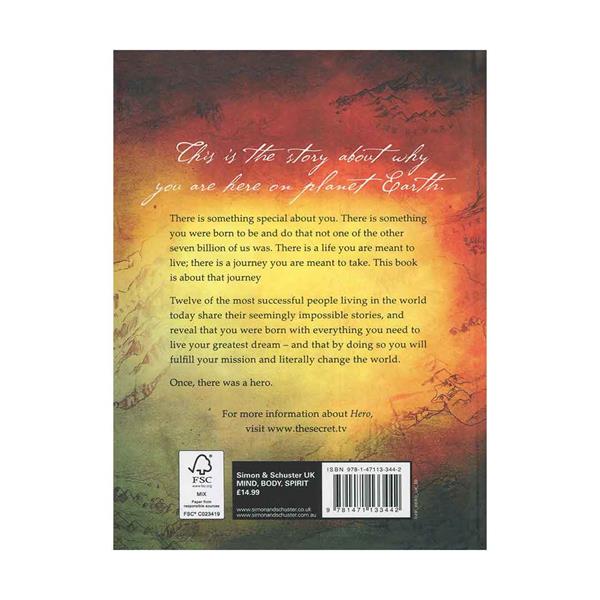 This is the story about why
you are here on planet Earth.
There is something special about you. There is something
you were born to be and do that not one of the other
seven billion of us was. There is a life you are meant to
live; there is a journey you are meant to take. This book
is about that journey
Twelve of the most successful people living in the world
today share their seemingly impossible stories, and
reveal that you were born with everything you need to
live your greatest dream – and that by doing so you will
fulfill your mission and literally change the world.
Once, there was a hero.
For more information about Hero,
visit www.thesecret.tv
FSC
www.fsc.org
MIX
Paper from
responsible sources
FSC® C023419
Simon & Schuster UK
MIND, BODY, SPIRIT
£14.99
www.simonandschuster.co.uk
www.simonandschuster.com.au
ISBN 978-1-47113-344-2
9 781471 133442